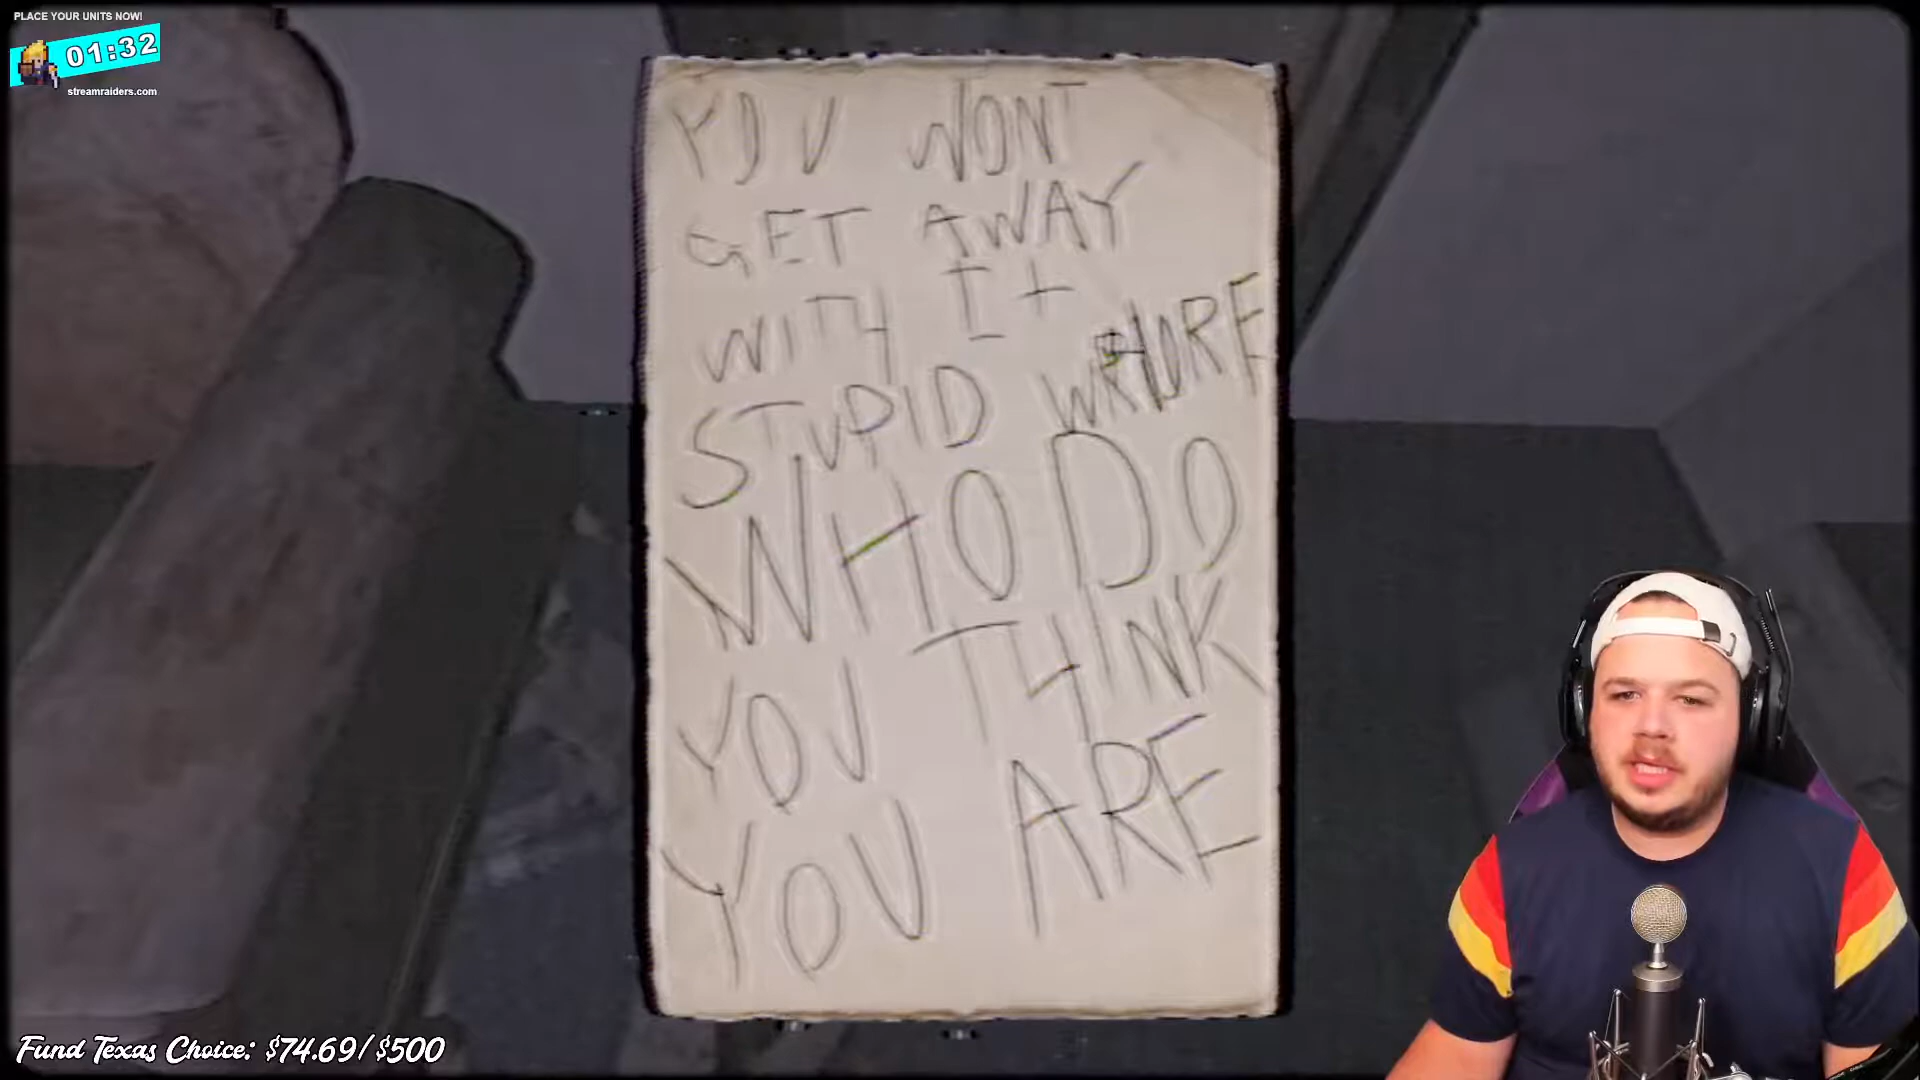 PLACE YOUR UNITS NOW!
01:32
streamraiders.com
YOU WONT
GET AWAY
WITH It
STUPID WHORE
WHO DO
YOU THINK
YOU ARE
Fund Texas Choice: $74.69/$500